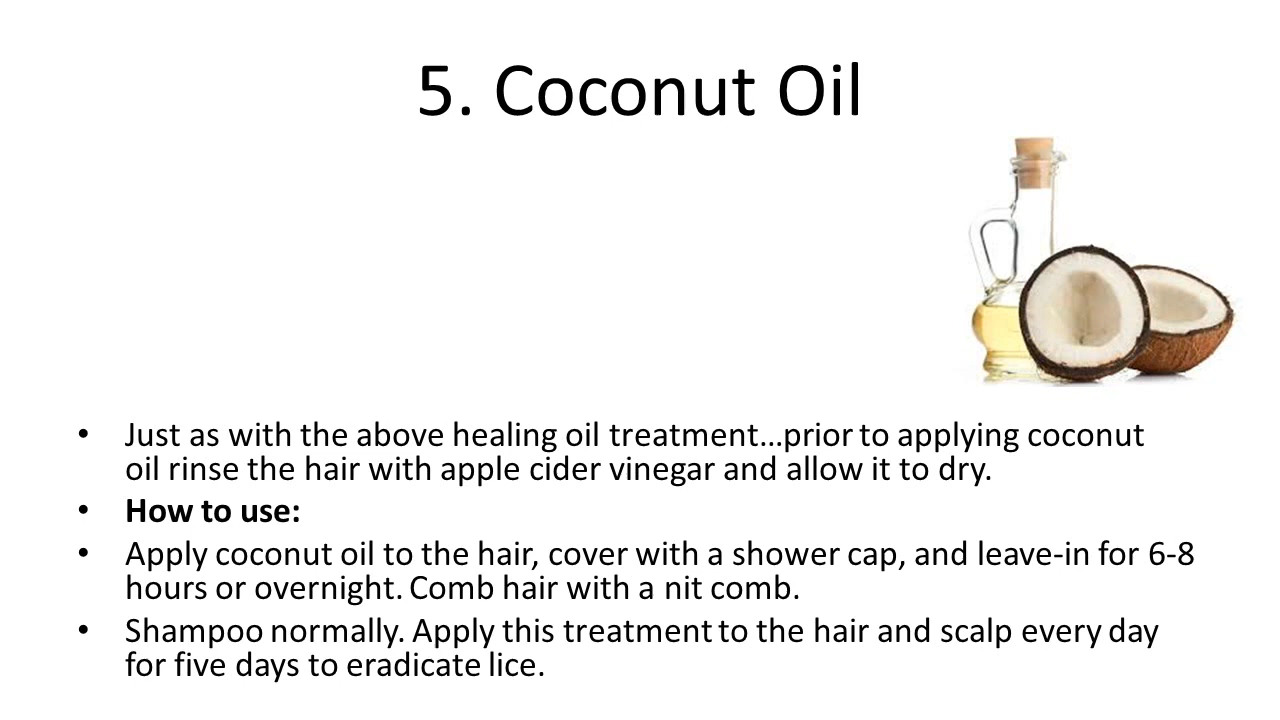 5. Coconut Oil
• Just as with the above healing oil treatment…prior to applying coconut
oil rinse the hair with apple cider vinegar and allow it to dry.
• How to use:
• Apply coconut oil to the hair, cover with a shower cap, and leave-in for 6-8
hours or overnight. Comb hair with a nit comb.
• Shampoo normally. Apply this treatment to the hair and scalp every day
for five days to eradicate lice.